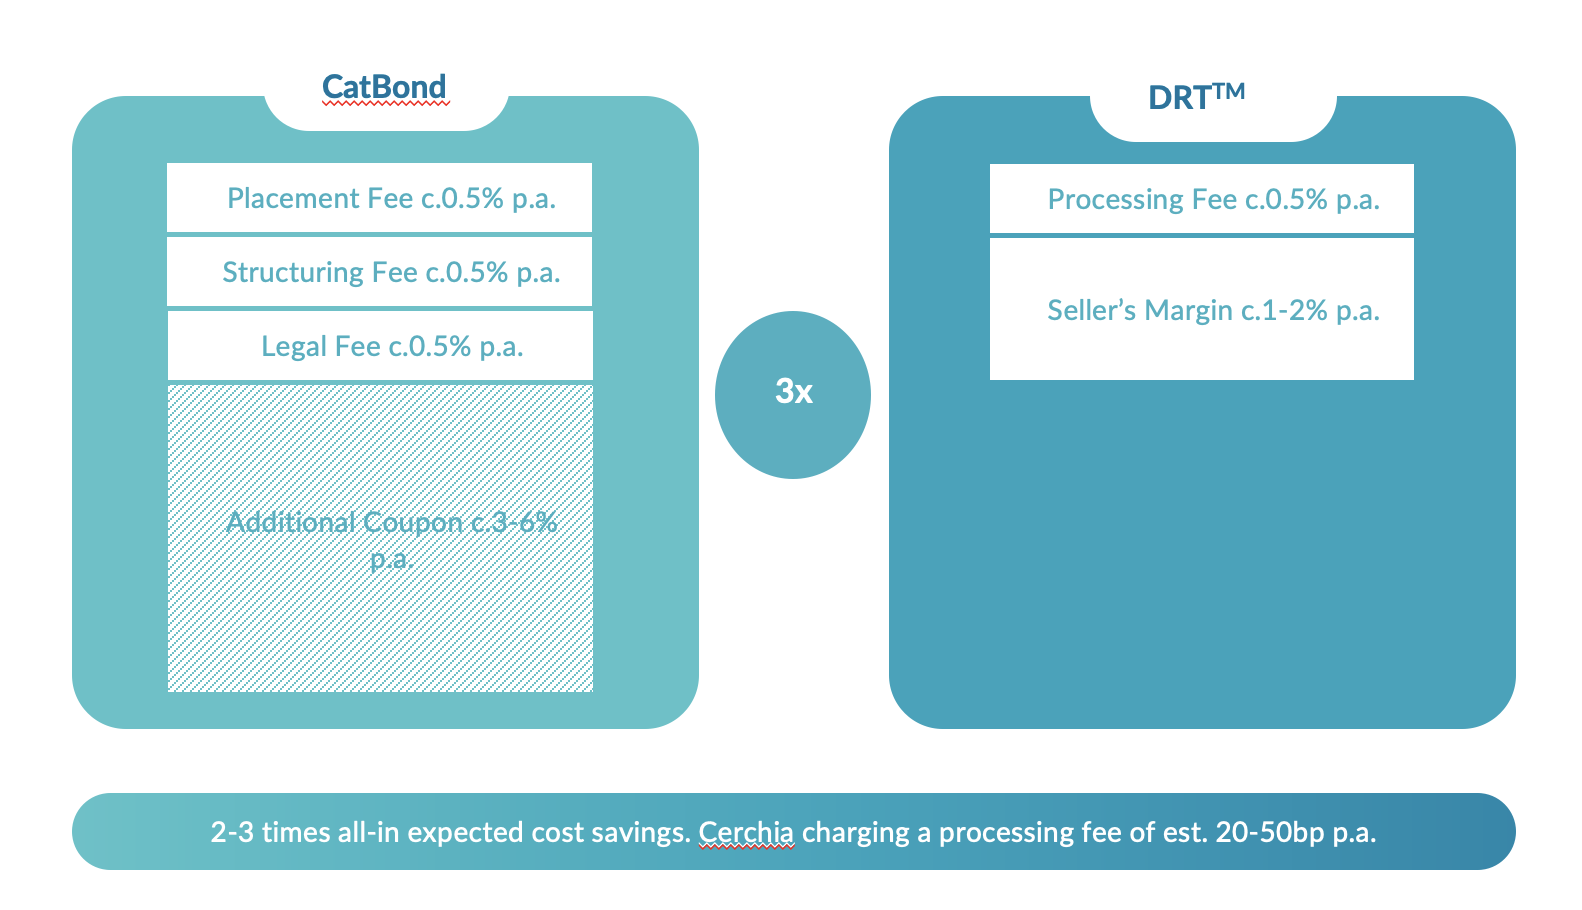 CatBond
Placement Fee c.0.5% p.a.
Structuring Fee c.0.5% p.a.
Legal Fee c.0.5% p.a.
Additional Coupon c.3-6%
p.a.
3x
DRT™
Processing Fee c.0.5% p.a.
Seller’s Margin c.1-2% p.a.
2-3 times all-in expected cost savings. Cerchia charging a processing fee of est. 20-50bp p.a.